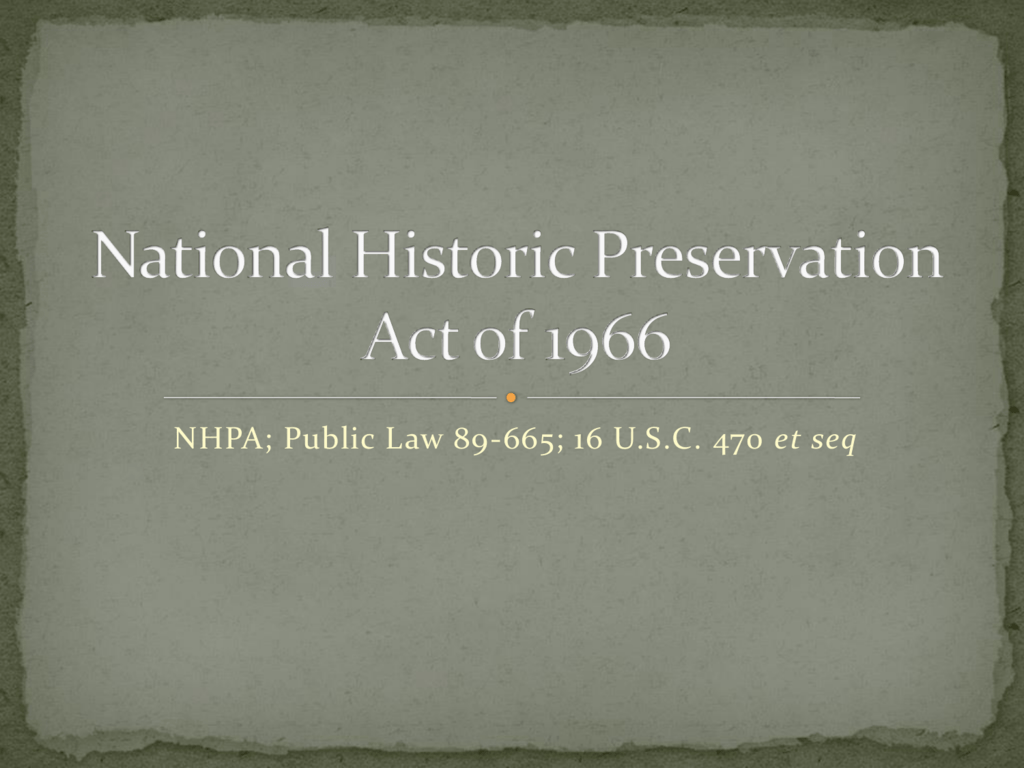 National Historic Preservation
Act of 1966
NHPA; Public Law 89-665; 16 U.S.C. 470 et seq